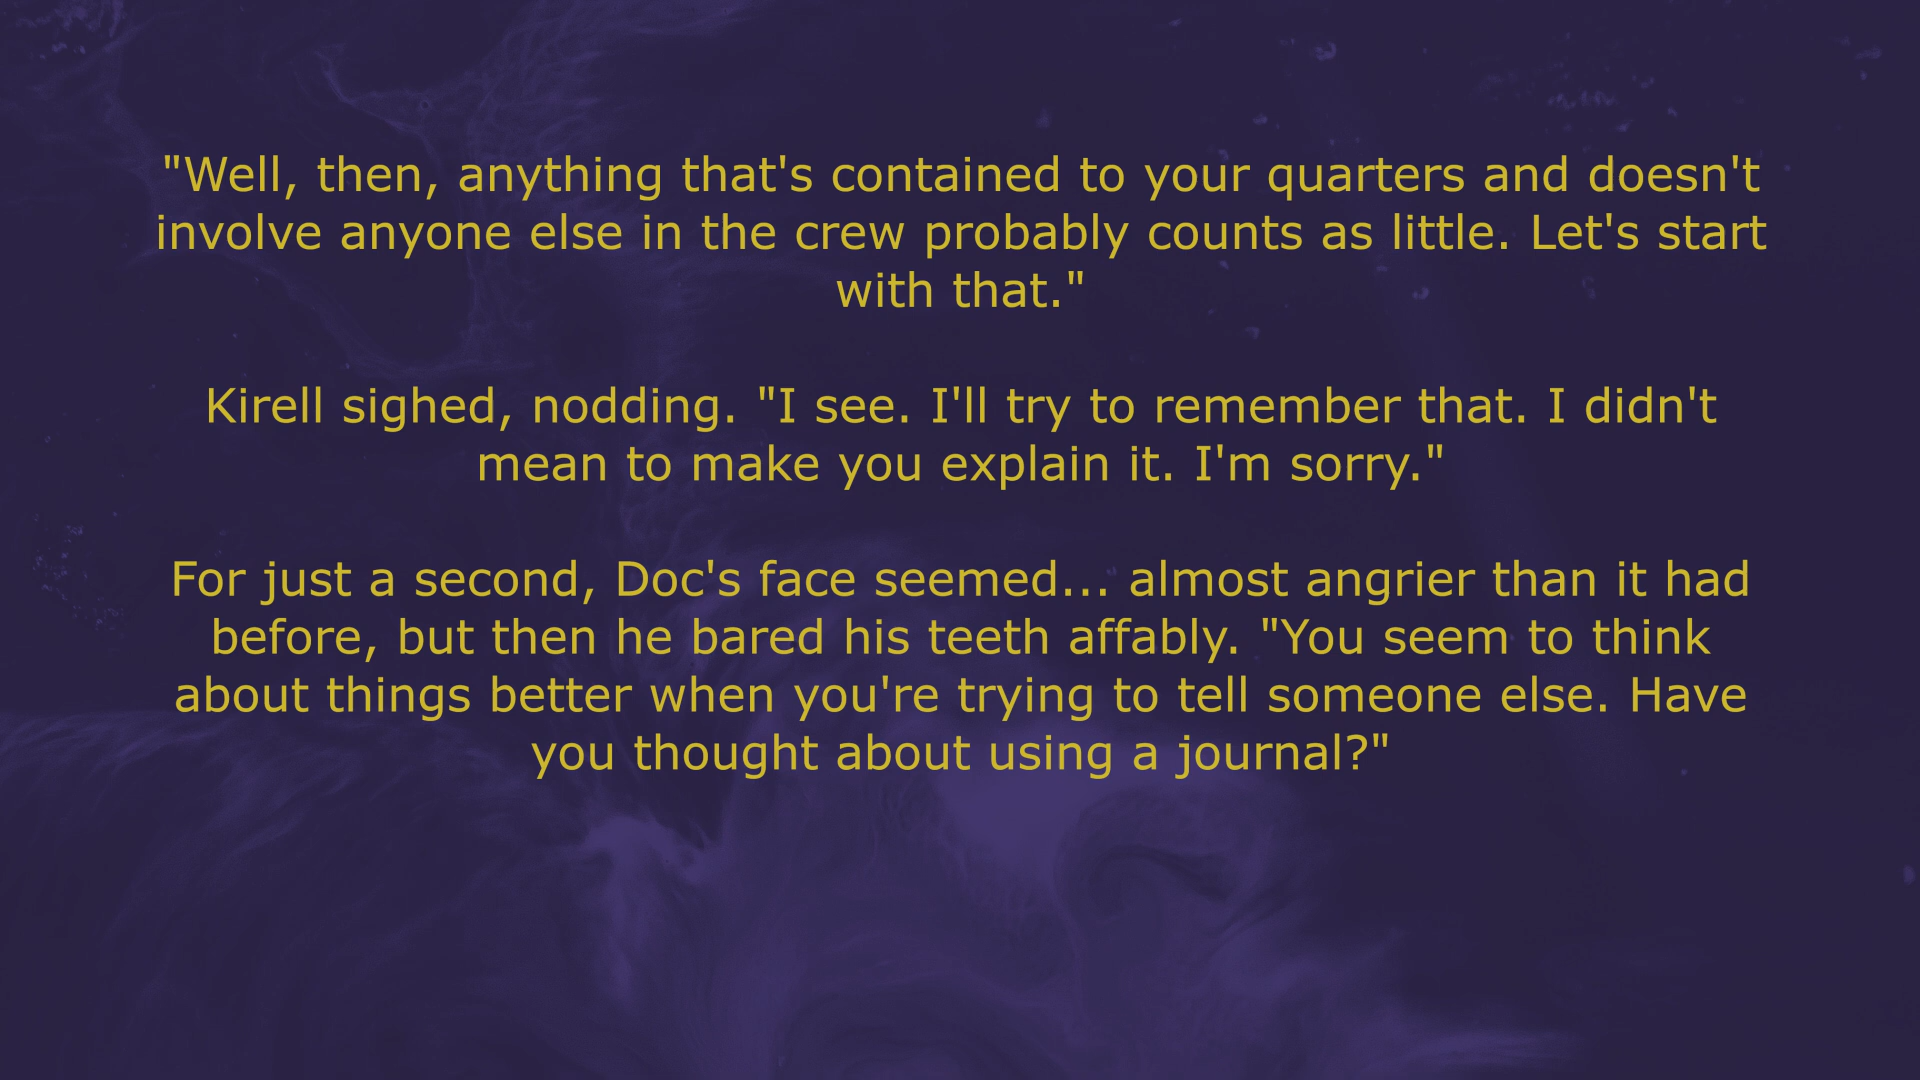 "Well, then, anything that's contained to your quarters and doesn't
involve anyone else in the crew probably counts as little. Let's start
with that."
Kirell sighed, nodding. "I see. I'll try to remember that. I didn't
mean to make you explain it. I'm sorry."
For just a second, Doc's face seemed... almost angrier than it had
before, but then he bared his teeth affably. "You seem to think
about things better when you're trying to tell someone else. Have
you thought about using a journal?"